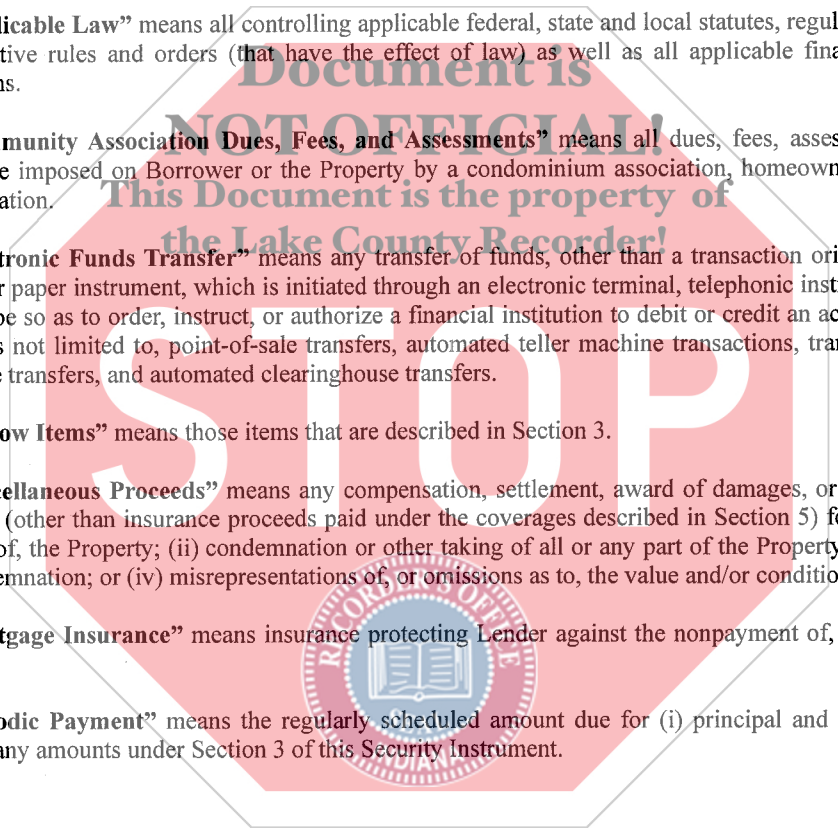 licable Law” means all controlling applicable federal, state and local statutes, regul
tive rules and orders (that have the effect of law) as well as all applicable fina
ns.
Document is
NOT OFFICIAL!
This Document is the property of
the Lake County Recorder!
munity Association Dues, Fees, and Assessments” means all dues, fees, asses
e imposed on Borrower or the Property by a condominium association, homeown
ation.
tronic Funds Transfer” means any transfer of funds, other than a transaction ori
r paper instrument, which is initiated through an electronic terminal, telephonic inst
pe so as to order, instruct, or authorize a financial institution to debit or credit an ac
s not limited to, point-of-sale transfers, automated teller machine transactions, tran
e transfers, and automated clearinghouse transfers.
STOP
ow Items” means those items that are described in Section 3.
cellaneous Proceeds” means any compensation, settlement, award of damages, or
(other than insurance proceeds paid under the coverages described in Section 5) fo
of, the Property; (ii) condemnation or other taking of all or any part of the Property
emnation; or (iv) misrepresentations of, or omissions as to, the value and/or conditio
RECORDER'S OFFICE
tgage Insurance” means insurance protecting Lender against the nonpayment of,
odic Payment” means the regularly scheduled amount due for (i) principal and
any amounts under Section 3 of this Security Instrument.